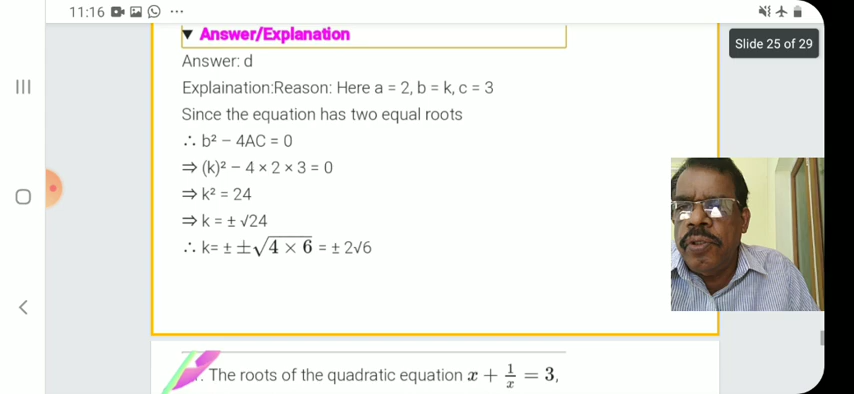 11:16 ...
Slide 25 of 29
Answer/Explanation
Answer: d
Explaination:Reason: Here a = 2, b = k, c = 3
Since the equation has two equal roots
∴ b² – 4AC = 0
⇒ (k)² – 4 × 2 × 3 = 0
⇒ k² = 24
⇒ k = ± √24
∴ k= ± ±√4 × 6 = ± 2√6
. The roots of the quadratic equation x + 1/x = 3,